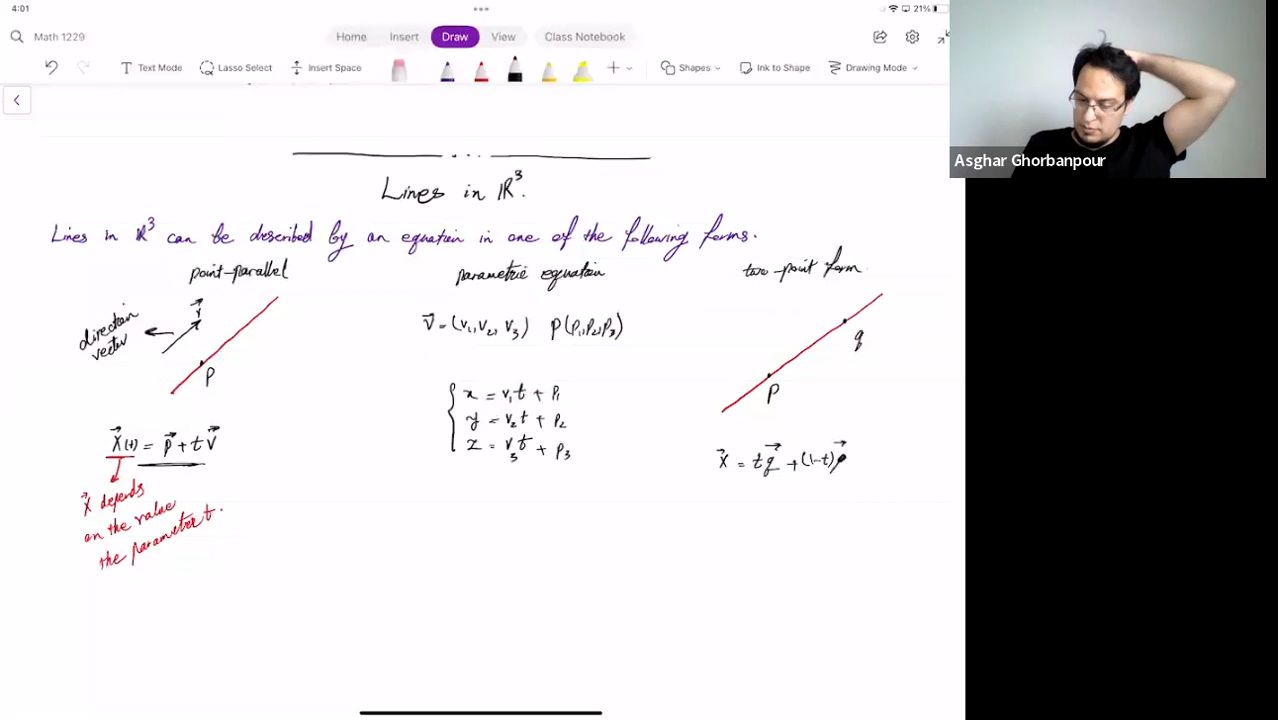 4:01
21%
Math 1229
Home Insert Draw View Class Notebook
Text Mode Lasso Select Insert Space Shapes Ink to Shape Drawing Mode
Asghar Ghorbanpour
Lines in ℝ³.
Lines in ℝ³ can be described by an equation in one of the following forms.
point-parallel
direction
vector
v⃗
P
X⃗(t) = p⃗ + t v⃗
X⃗ depends
on the value
the parameter t.
parametric equation
v⃗ = (v₁, v₂, v₃) P(p₁, p₂, p₃)
x = v₁t + p₁
y = v₂t + p₂
z = v₃t + p₃
two-point form
q
P
X⃗ = t q⃗ + (1-t) p⃗